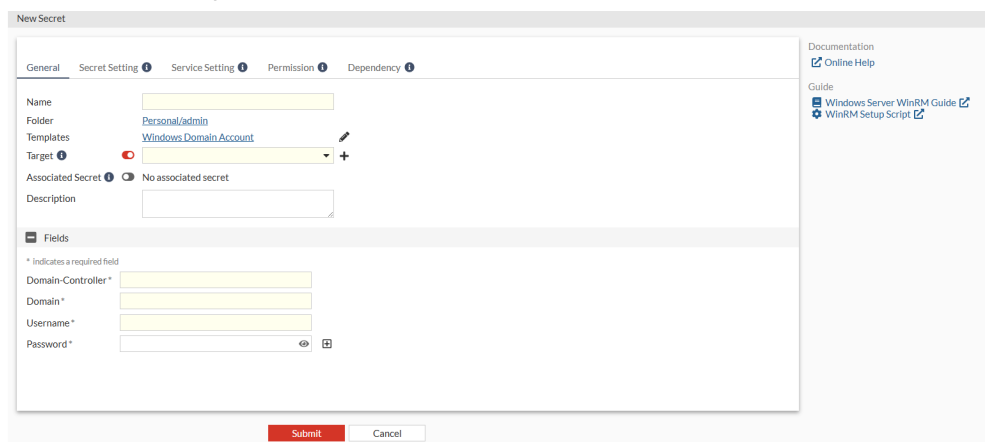 New Secret
General Secret Setting Service Setting Permission Dependency
Name
Folder Personal/admin
Templates Windows Domain Account
Target
Associated Secret No associated secret
Description
Fields
* indicates a required field
Domain-Controller *
Domain *
Username *
Password *
Submit Cancel
Documentation
Online Help
Guide
Windows Server WinRM Guide
WinRM Setup Script